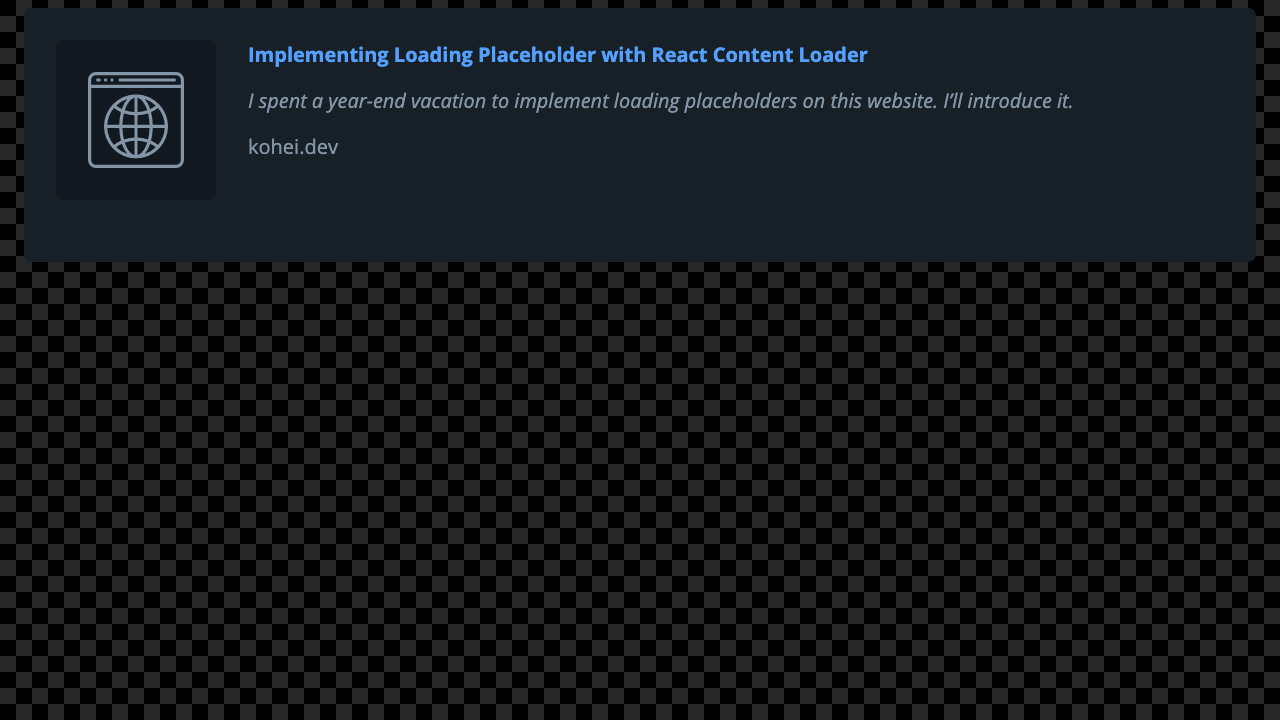 Implementing Loading Placeholder with React Content Loader
I spent a year-end vacation to implement loading placeholders on this website. I’ll introduce it.
kohei.dev